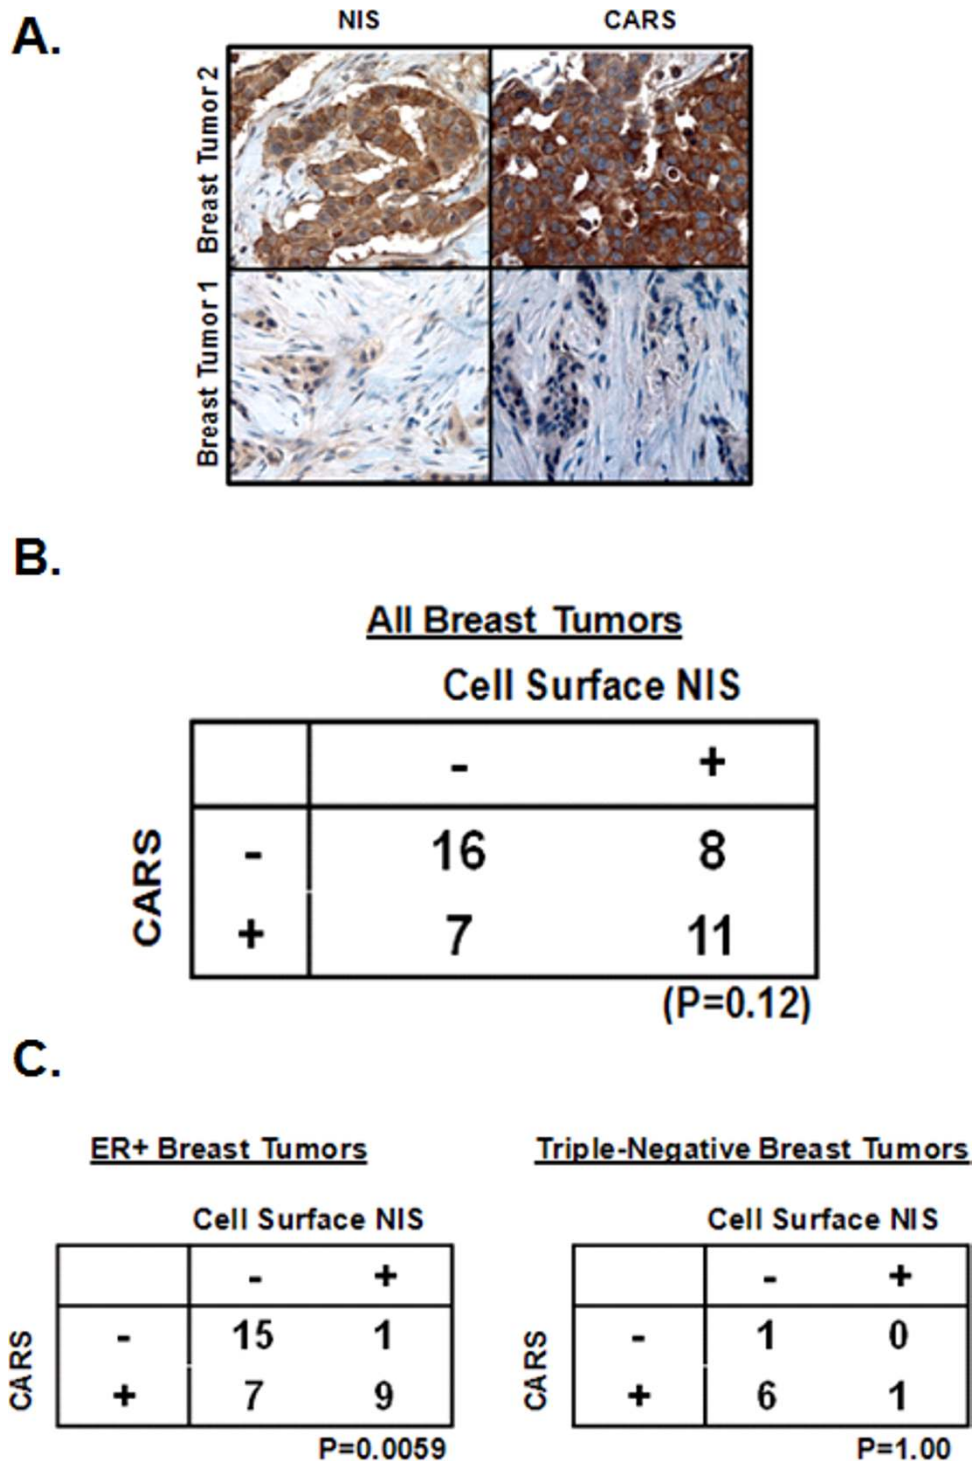 A.
NIS CARS
Breast Tumor 2
Breast Tumor 1
B.
All Breast Tumors
Cell Surface NIS
- +
CARS
- 16 8
+ 7 11
(P=0.12)
C.
ER+ Breast Tumors
Cell Surface NIS
- +
CARS
- 15 1
+ 7 9
P=0.0059
Triple-Negative Breast Tumors
Cell Surface NIS
- +
CARS
- 1 0
+ 6 1
P=1.00